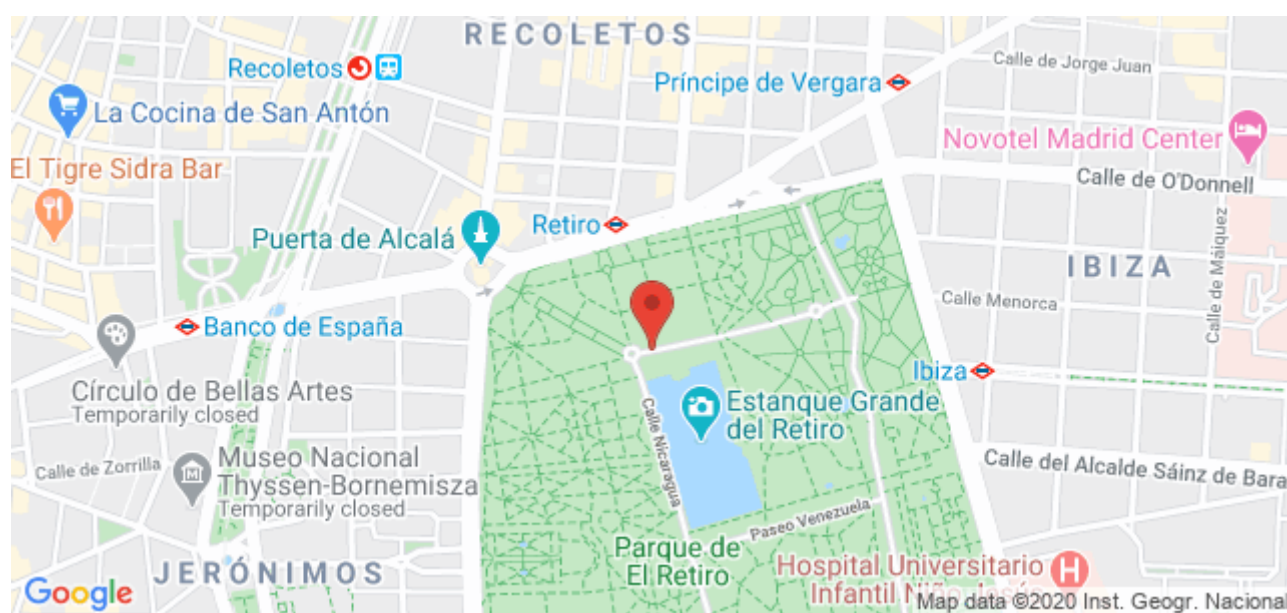 RECOLETOS
Recoletos
Calle de Jorge Juan
Príncipe de Vergara
La Cocina de San Antón
Novotel Madrid Center
El Tigre Sidra Bar
Calle de O'Donnell
Retiro
Puerta de Alcalá
Calle de Máiquez
IBIZA
Calle Menorca
Banco de España
Ibiza
Círculo de Bellas Artes
Temporarily closed
Estanque Grande
del Retiro
Calle Nicaragua
Calle de Zorrilla
Museo Nacional
Thyssen-Bornemisza
Temporarily closed
Calle del Alcalde Sáinz de Bara
Paseo Venezuela
Parque de
El Retiro
Hospital Universitario
Infantil Niño Jesús
H
JERÓNIMOS
Google
Map data ©2020 Inst. Geogr. Naciona